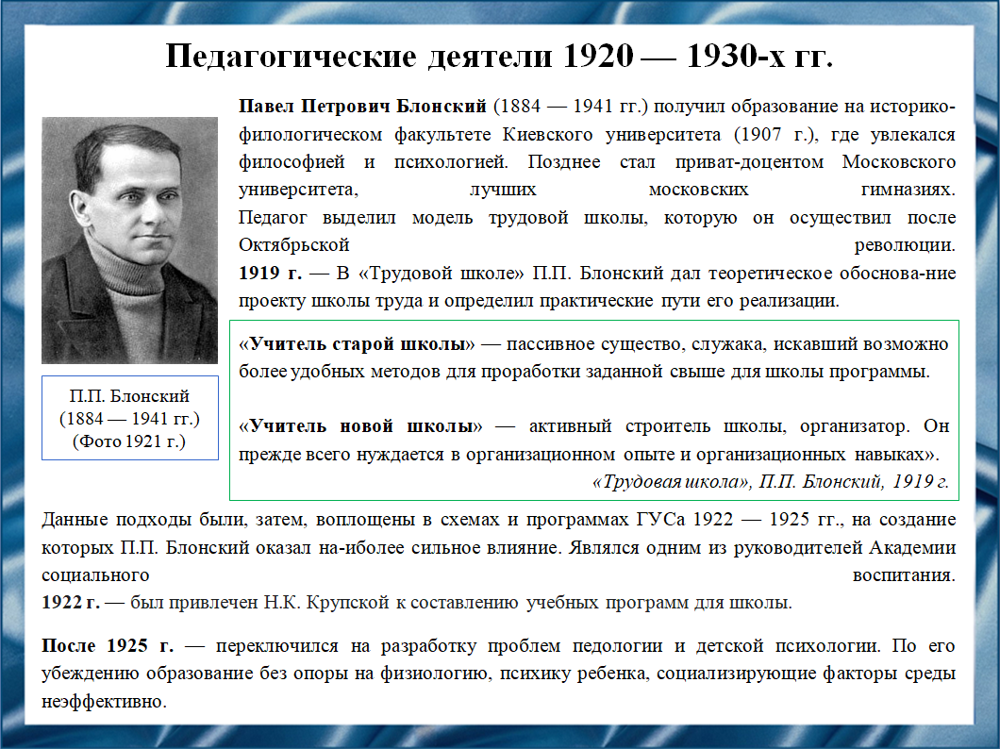 Педагогические деятели 1920 — 1930-х гг.
Павел Петрович Блонский (1884 — 1941 гг.) получил образование на историко-
филологическом факультете Киевского университета (1907 г.), где увлекался
философией и психологией. Позднее стал приват-доцентом Московского
университета, лучших московских гимназиях.
Педагог выделил модель трудовой школы, которую он осуществил после
Октябрьской революции.
1919 г. — В «Трудовой школе» П.П. Блонский дал теоретическое обоснова-ние
проекту школы труда и определил практические пути его реализации.
«Учитель старой школы» — пассивное существо, служака, искавший возможно
более удобных методов для проработки заданной свыше для школы программы.
«Учитель новой школы» — активный строитель школы, организатор. Он
прежде всего нуждается в организационном опыте и организационных навыках».
«Трудовая школа», П.П. Блонский, 1919 г.
П.П. Блонский
(1884 — 1941 гг.)
(Фото 1921 г.)
Данные подходы были, затем, воплощены в схемах и программах ГУСа 1922 — 1925 гг., на создание
которых П.П. Блонский оказал на-иболее сильное влияние. Являлся одним из руководителей Академии
социального воспитания.
1922 г. — был привлечен Н.К. Крупской к составлению учебных программ для школы.
После 1925 г. — переключился на разработку проблем педологии и детской психологии. По его
убеждению образование без опоры на физиологию, психику ребенка, социализирующие факторы среды
неэффективно.